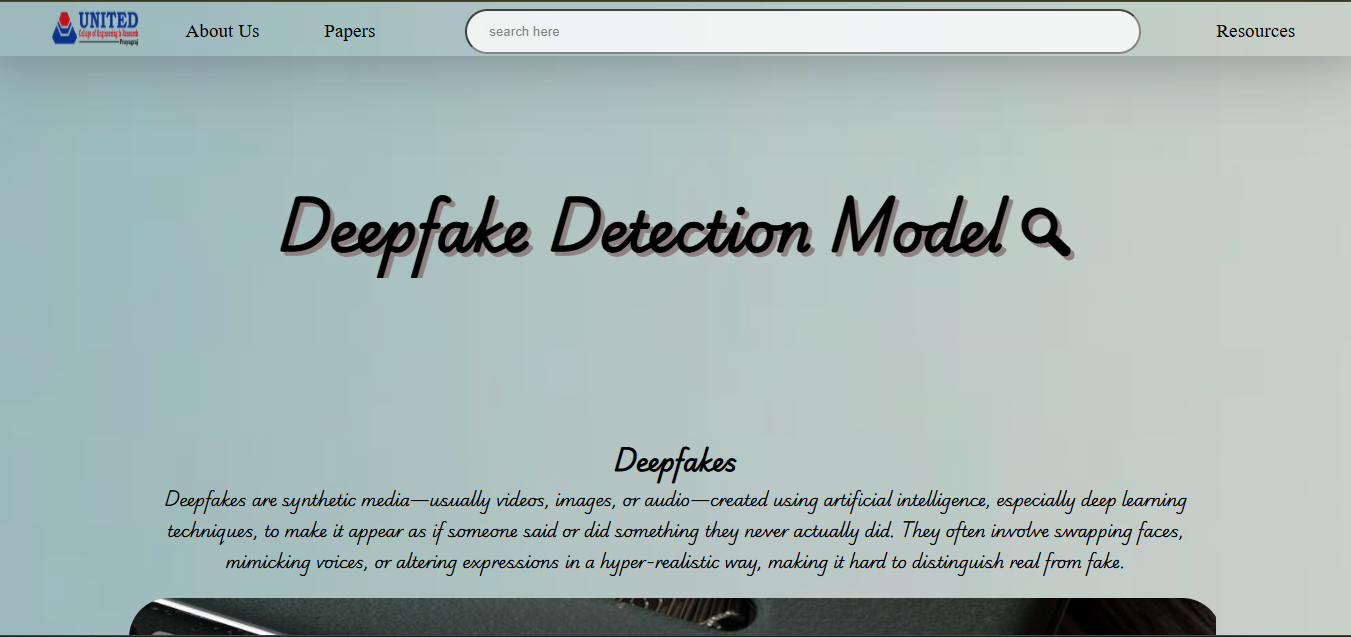 UNITED
College of Engineering & Research
Prayagraj
About Us
Papers
search here
Resources
Deepfake Detection Model
Deepfakes
Deepfakes are synthetic media—usually videos, images, or audio—created using artificial intelligence, especially deep learning
techniques, to make it appear as if someone said or did something they never actually did. They often involve swapping faces,
mimicking voices, or altering expressions in a hyper-realistic way, making it hard to distinguish real from fake.